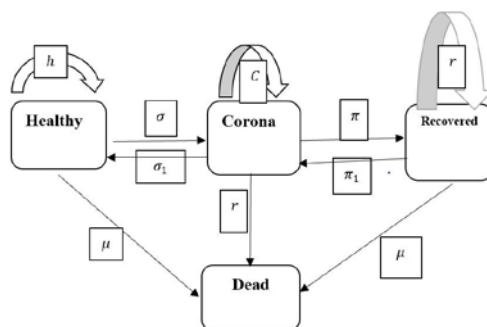 h
C
r
Healthy
σ
Corona
π
Recovered
σ₁
π₁
r
μ
μ
Dead